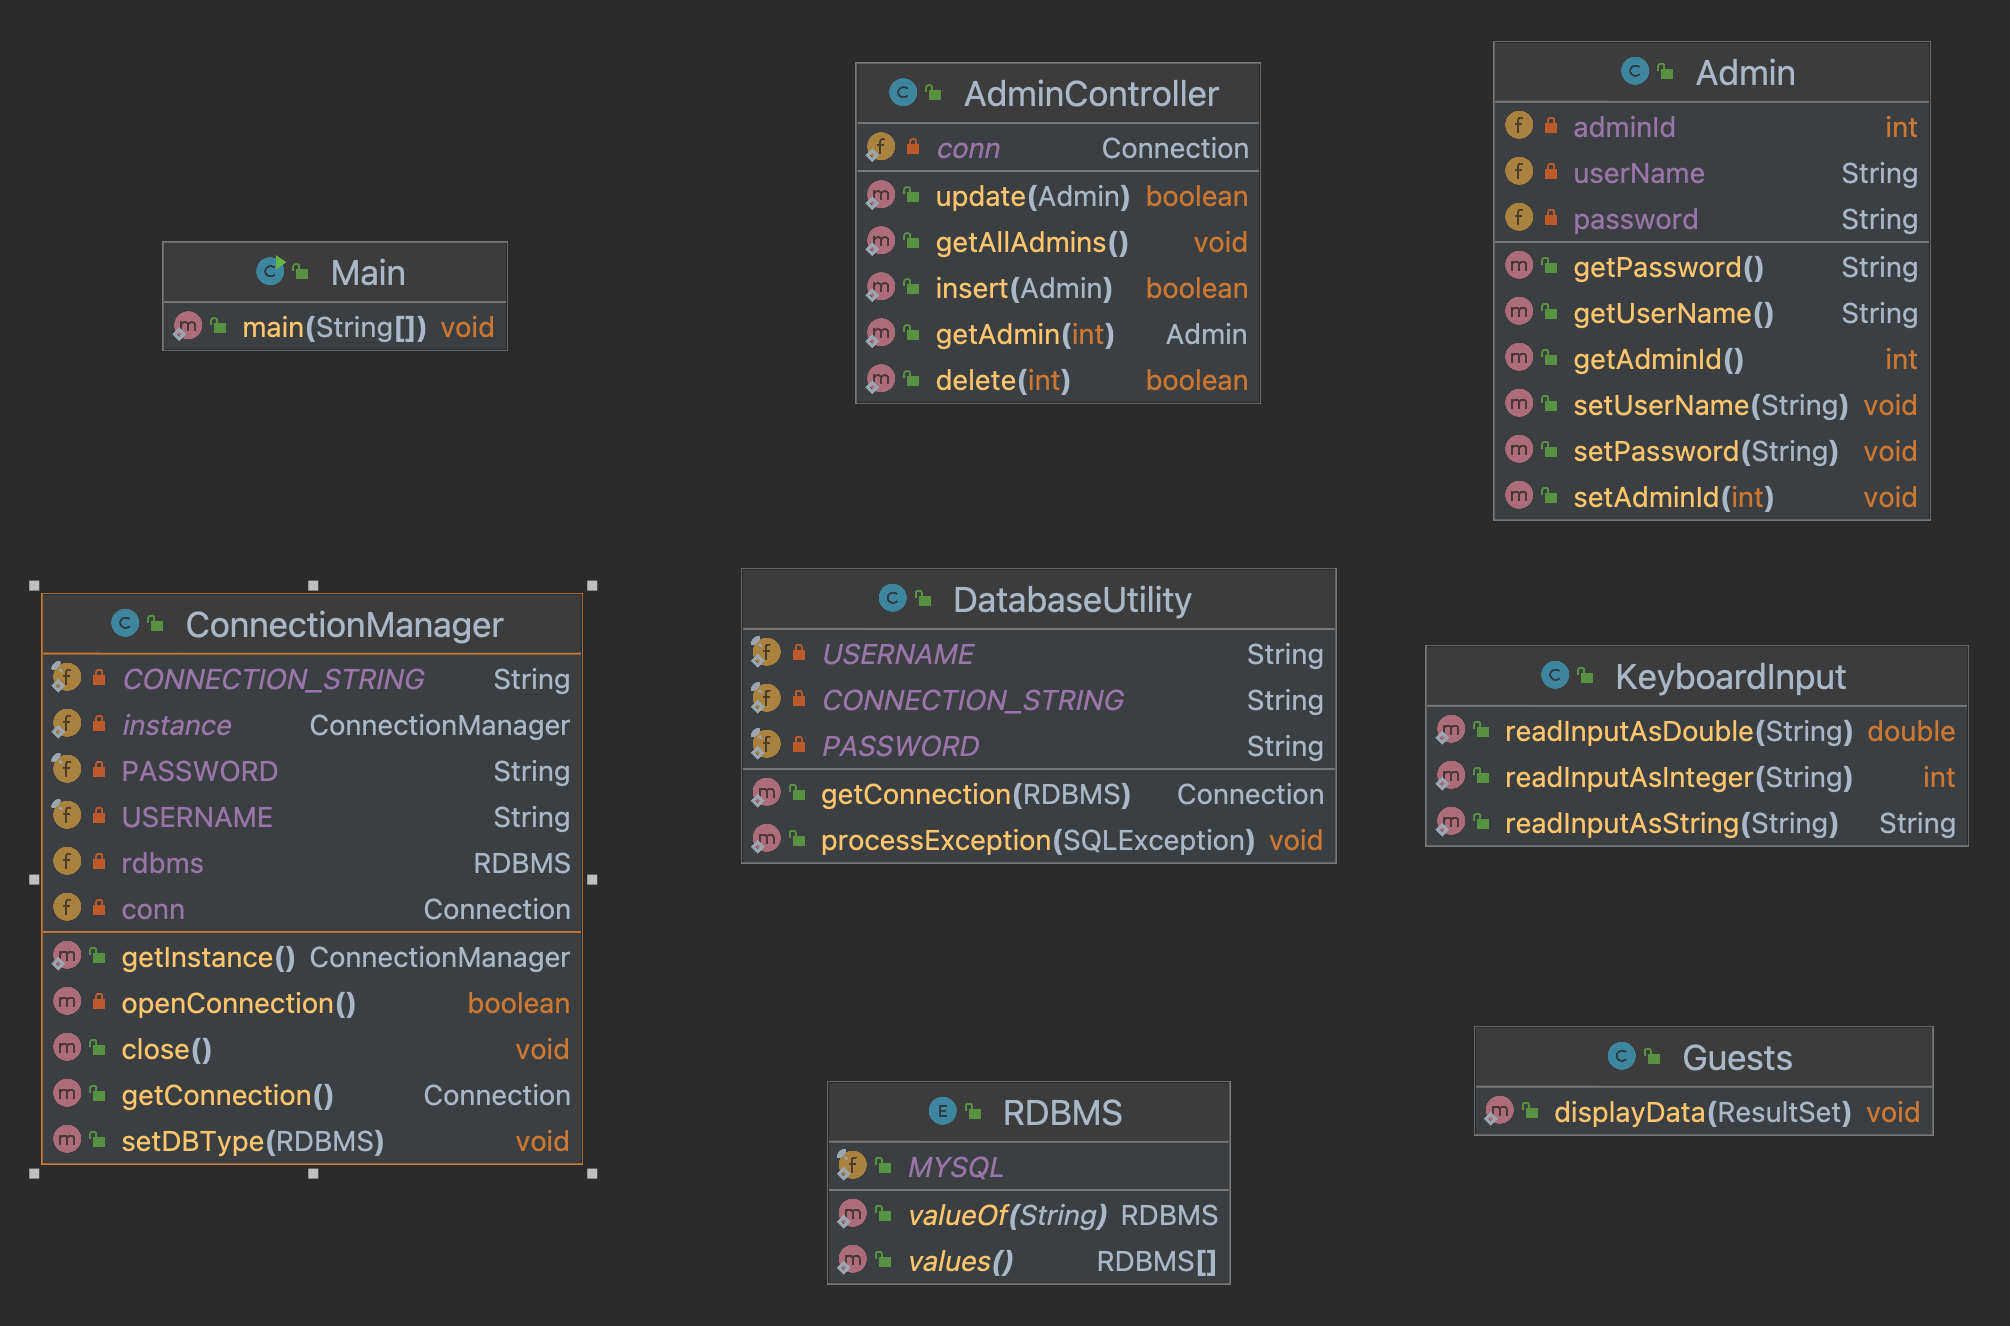 Main
main(String[]) void
AdminController
conn Connection
update(Admin) boolean
getAllAdmins() void
insert(Admin) boolean
getAdmin(int) Admin
delete(int) boolean
Admin
adminId int
userName String
password String
getPassword() String
getUserName() String
getAdminId() int
setUserName(String) void
setPassword(String) void
setAdminId(int) void
ConnectionManager
CONNECTION_STRING String
instance ConnectionManager
PASSWORD String
USERNAME String
rdbms RDBMS
conn Connection
getInstance() ConnectionManager
openConnection() boolean
close() void
getConnection() Connection
setDBType(RDBMS) void
DatabaseUtility
USERNAME String
CONNECTION_STRING String
PASSWORD String
getConnection(RDBMS) Connection
processException(SQLException) void
KeyboardInput
readInputAsDouble(String) double
readInputAsInteger(String) int
readInputAsString(String) String
RDBMS
MYSQL
valueOf(String) RDBMS
values() RDBMS[]
Guests
displayData(ResultSet) void